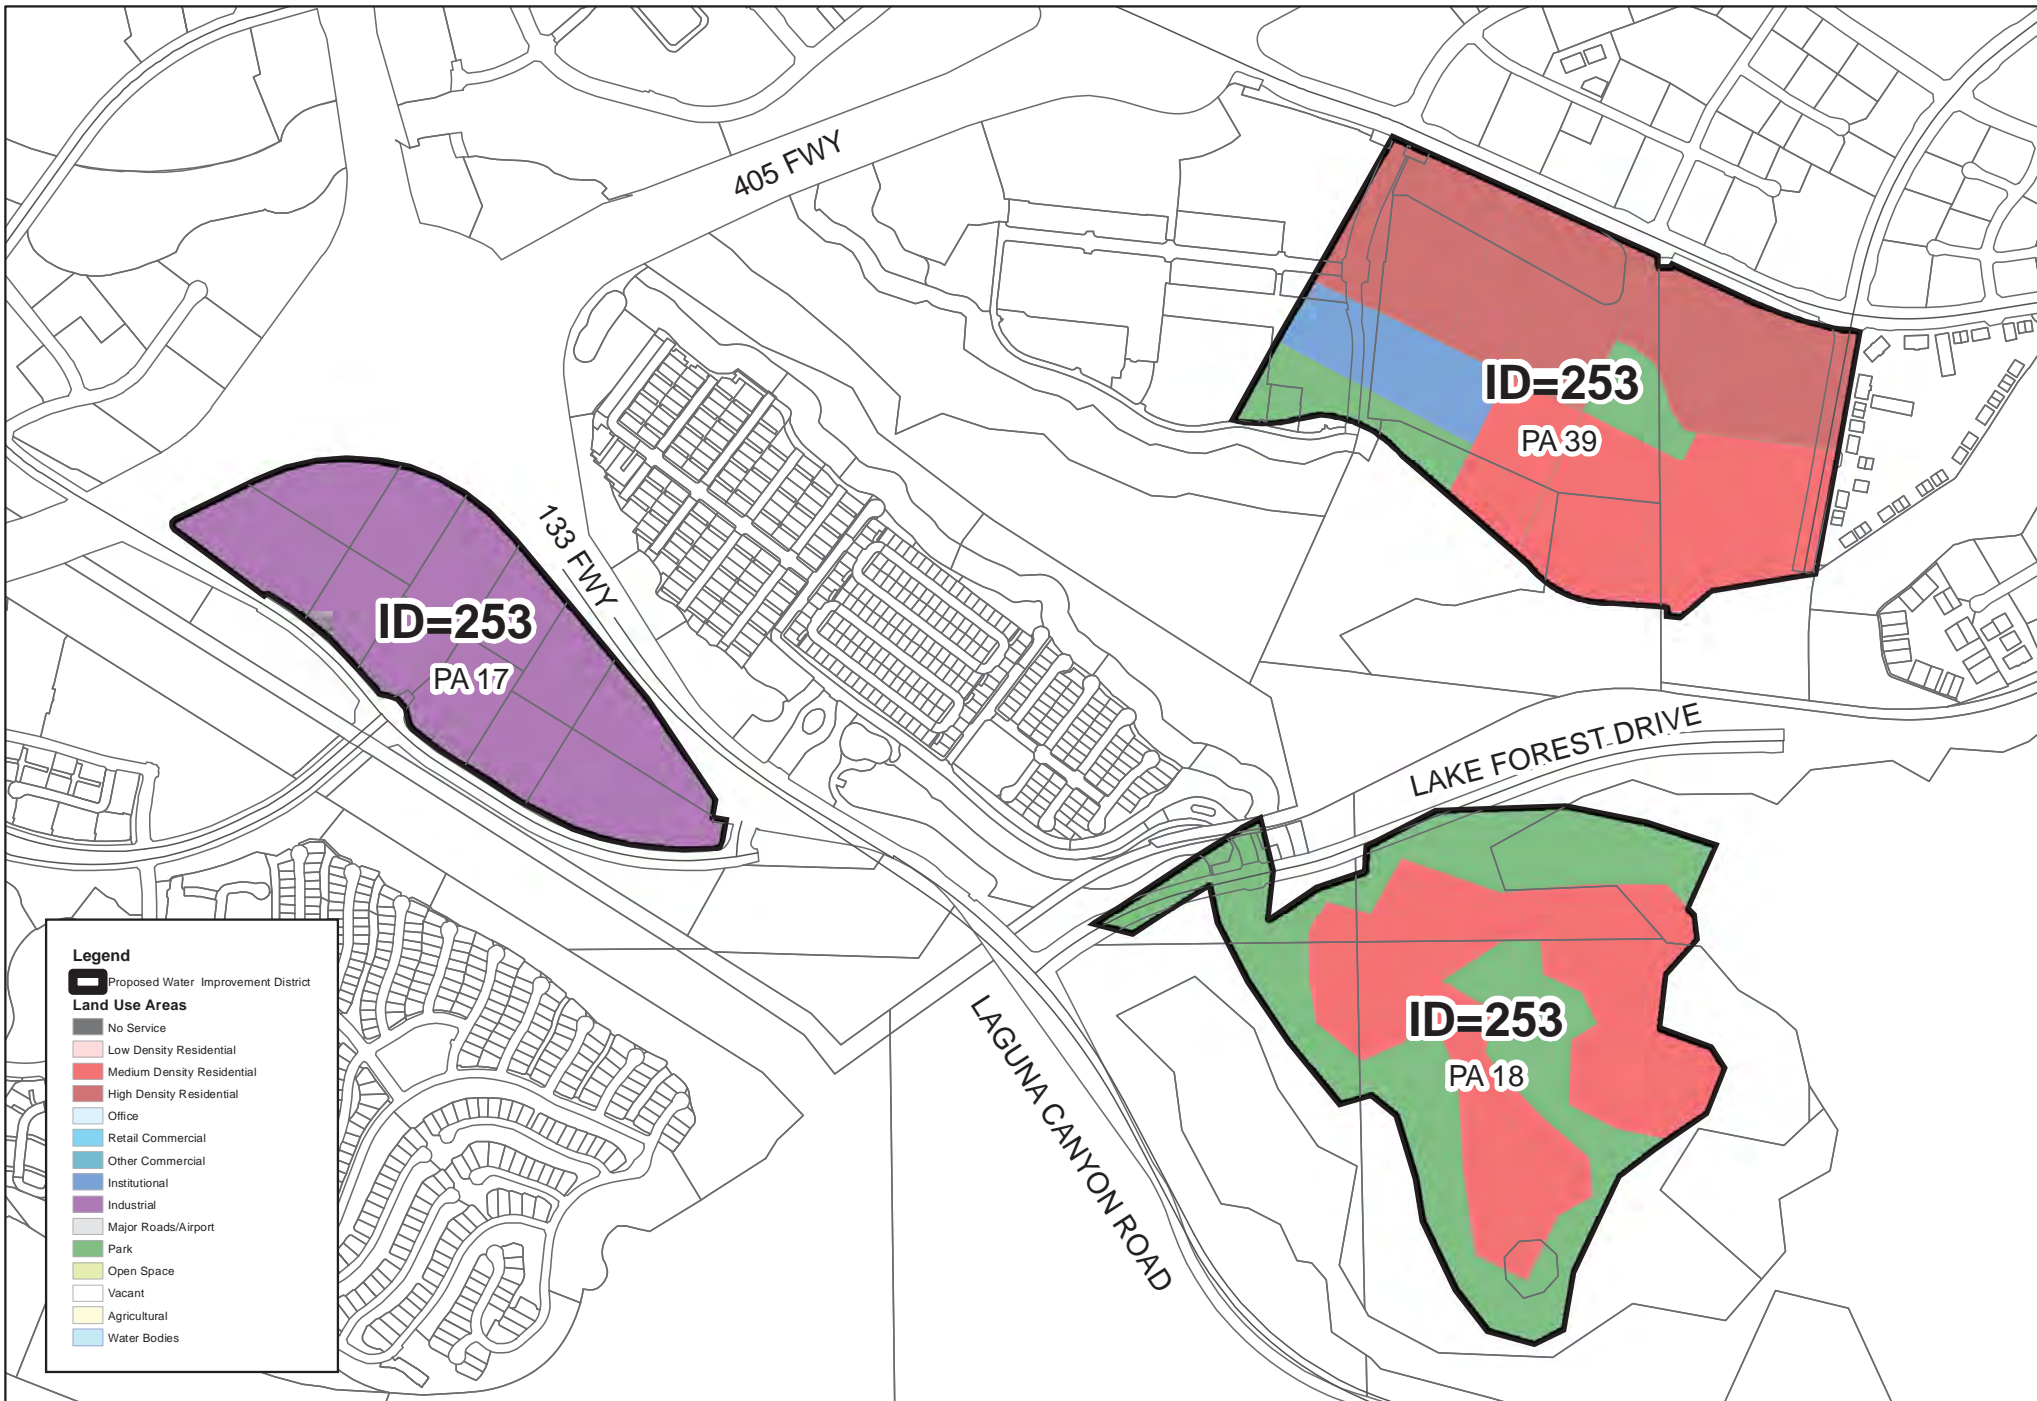 405 FWY
ID=253
PA 39
133 FWY
ID=253
PA 17
LAKE FOREST DRIVE
ID=253
PA 18
LAGUNA CANYON ROAD
Legend
Proposed Water Improvement District
Land Use Areas
No Service
Low Density Residential
Medium Density Residential
High Density Residential
Office
Retail Commercial
Other Commercial
Institutional
Industrial
Major Roads/Airport
Park
Open Space
Vacant
Agricultural
Water Bodies